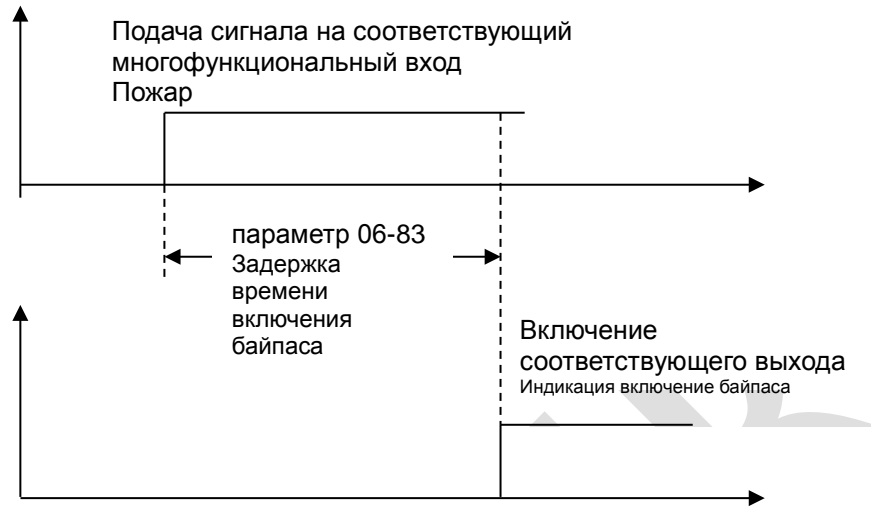 Подача сигнала на соответствующий
многофункциональный вход
Пожар
параметр 06-83
Задержка
времени
включения
байпаса
Включение
соответствующего выхода
Индикация включение байпаса